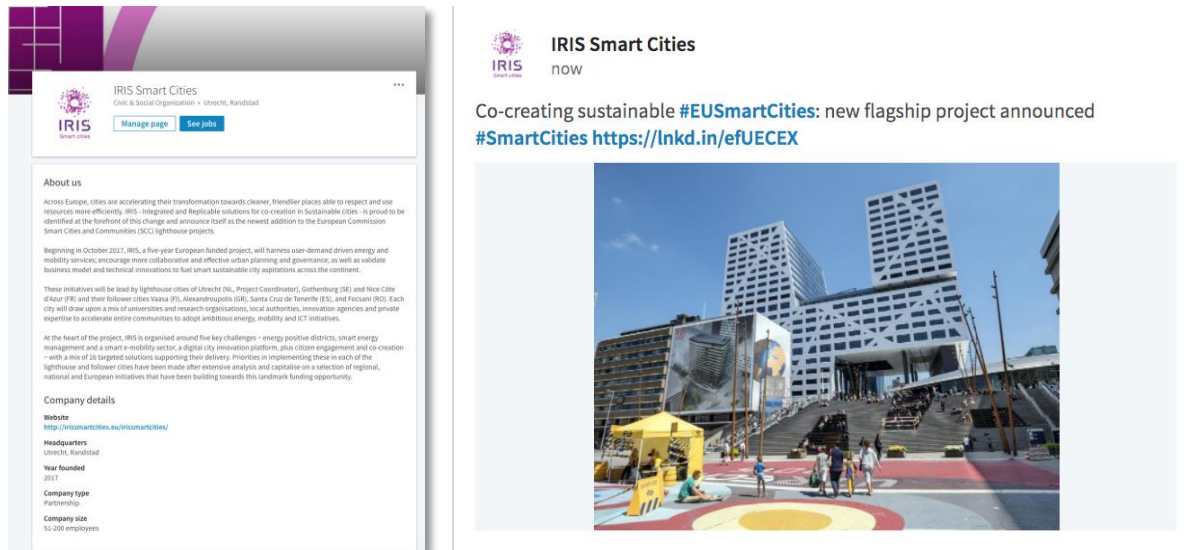 IRIS
Smart cities
IRIS Smart Cities
Civic & Social Organization • Utrecht, Randstad
Manage page
See jobs
About us
Across Europe, cities are accelerating their transformation towards cleaner, friendlier places able to respect and use
resources more efficiently. IRIS - Integrated and Replicable solutions for co-creation in Sustainable cities - is proud to be
identified at the forefront of this change and announce itself as the newest addition to the European Commission
Smart Cities and Communities (SCC) lighthouse projects
Beginning in October 2017, IRIS, a five-year European funded project, will harness user-demand driven energy and
mobility services; encourage more collaborative and effective urban planning and governance; as well as validate
business model and technical innovations to fuel smart sustainable city aspirations across the continent.
These initiatives will be lead by lighthouse cities of Utrecht (NL, Project Coordinator), Gothenburg (SE) and Nice Côte
d'Azur (FR) and their follower cities Vaasa (FI), Alexandroupolis (GR), Santa Cruz de Tenerife (ES), and Focsani (RO). Each
city will draw upon a mix of universities and research organisations, local authorities, innovation agencies and private
expertise to accelerate entire communities to adopt ambitious energy, mobility and ICT initiatives.
At the heart of the project, IRIS is organised around five key challenges – energy positive districts, smart energy
management and a smart e-mobility sector, a digital city innovation platform, plus citizen engagement and co-creation
– with a mix of 16 targeted solutions supporting their delivery. Priorities in implementing these in each of the
lighthouse and follower cities have been made after extensive analysis and capitalise on a selection of regional,
national and European initiatives that have been building towards this landmark funding opportunity.
Company details
Website
http://irissmartcities.eu/irissmartcities/
Headquarters
Utrecht, Randstad
Year founded
2017
Company type
Partnership
Company size
51-200 employees
IRIS
Smart cities
IRIS Smart Cities
now
Co-creating sustainable #EUSmartCities: new flagship project announced
#SmartCities https://lnkd.in/efUECEX